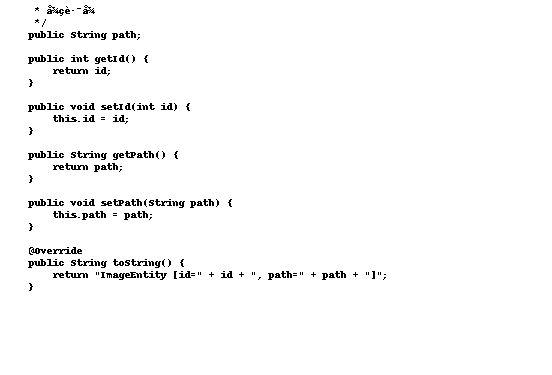 * å¾çè·¯å¾
*/
public String path;
public int getId() {
return id;
}
public void setId(int id) {
this.id = id;
}
public String getPath() {
return path;
}
public void setPath(String path) {
this.path = path;
}
@Override
public String toString() {
return "ImageEntity [id=" + id + ", path=" + path + "]";
}